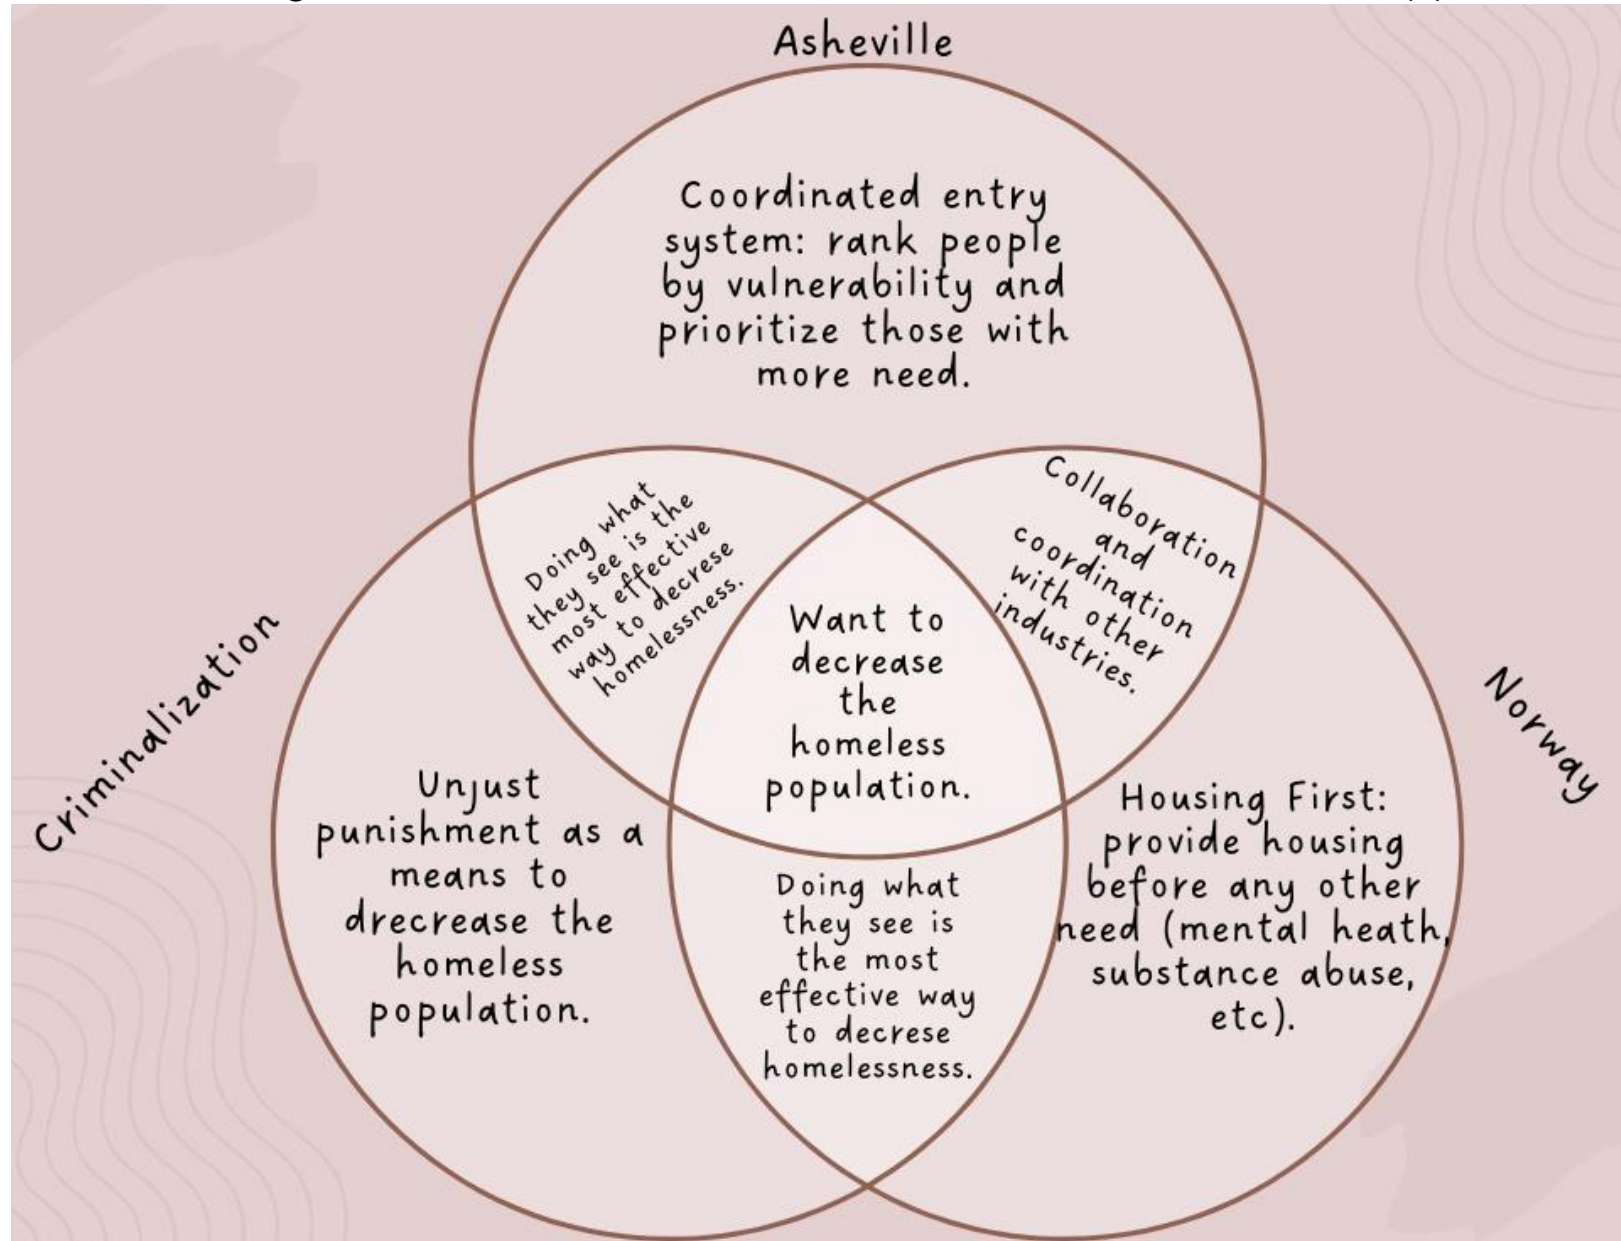 Asheville
Coordinated entry
system: rank people
by vulnerability and
prioritize those with
more need.
Doing what
they see is the
most effective
way to decrese
homelessness.
Collaboration
and
coordination
with other
industries.
Want to
decrease
the
homeless
population.
Criminalization
Norway
Unjust
punishment as a
means to
drecrease the
homeless
population.
Housing First:
provide housing
before any other
need (mental heath,
substance abuse,
etc).
Doing what
they see is
the most
effective way
to decrese
homelessness.